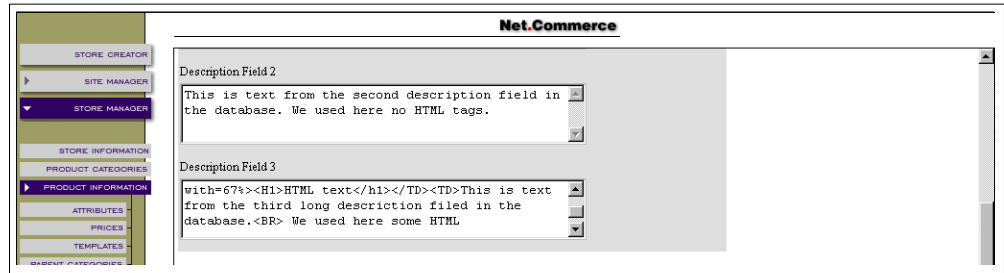 Net.Commerce
STORE CREATOR
SITE MANAGER
STORE MANAGER
STORE INFORMATION
PRODUCT CATEGORIES
PRODUCT INFORMATION
ATTRIBUTES
PRICES
TEMPLATES
PARENT CATEGORIES
Description Field 2
This is text from the second description field in
the database. We used here no HTML tags.
Description Field 3
with=67%><H1>HTML text</h1></TD><TD>This is text
from the third long descriction filed in the
database.<BR> We used here some HTML